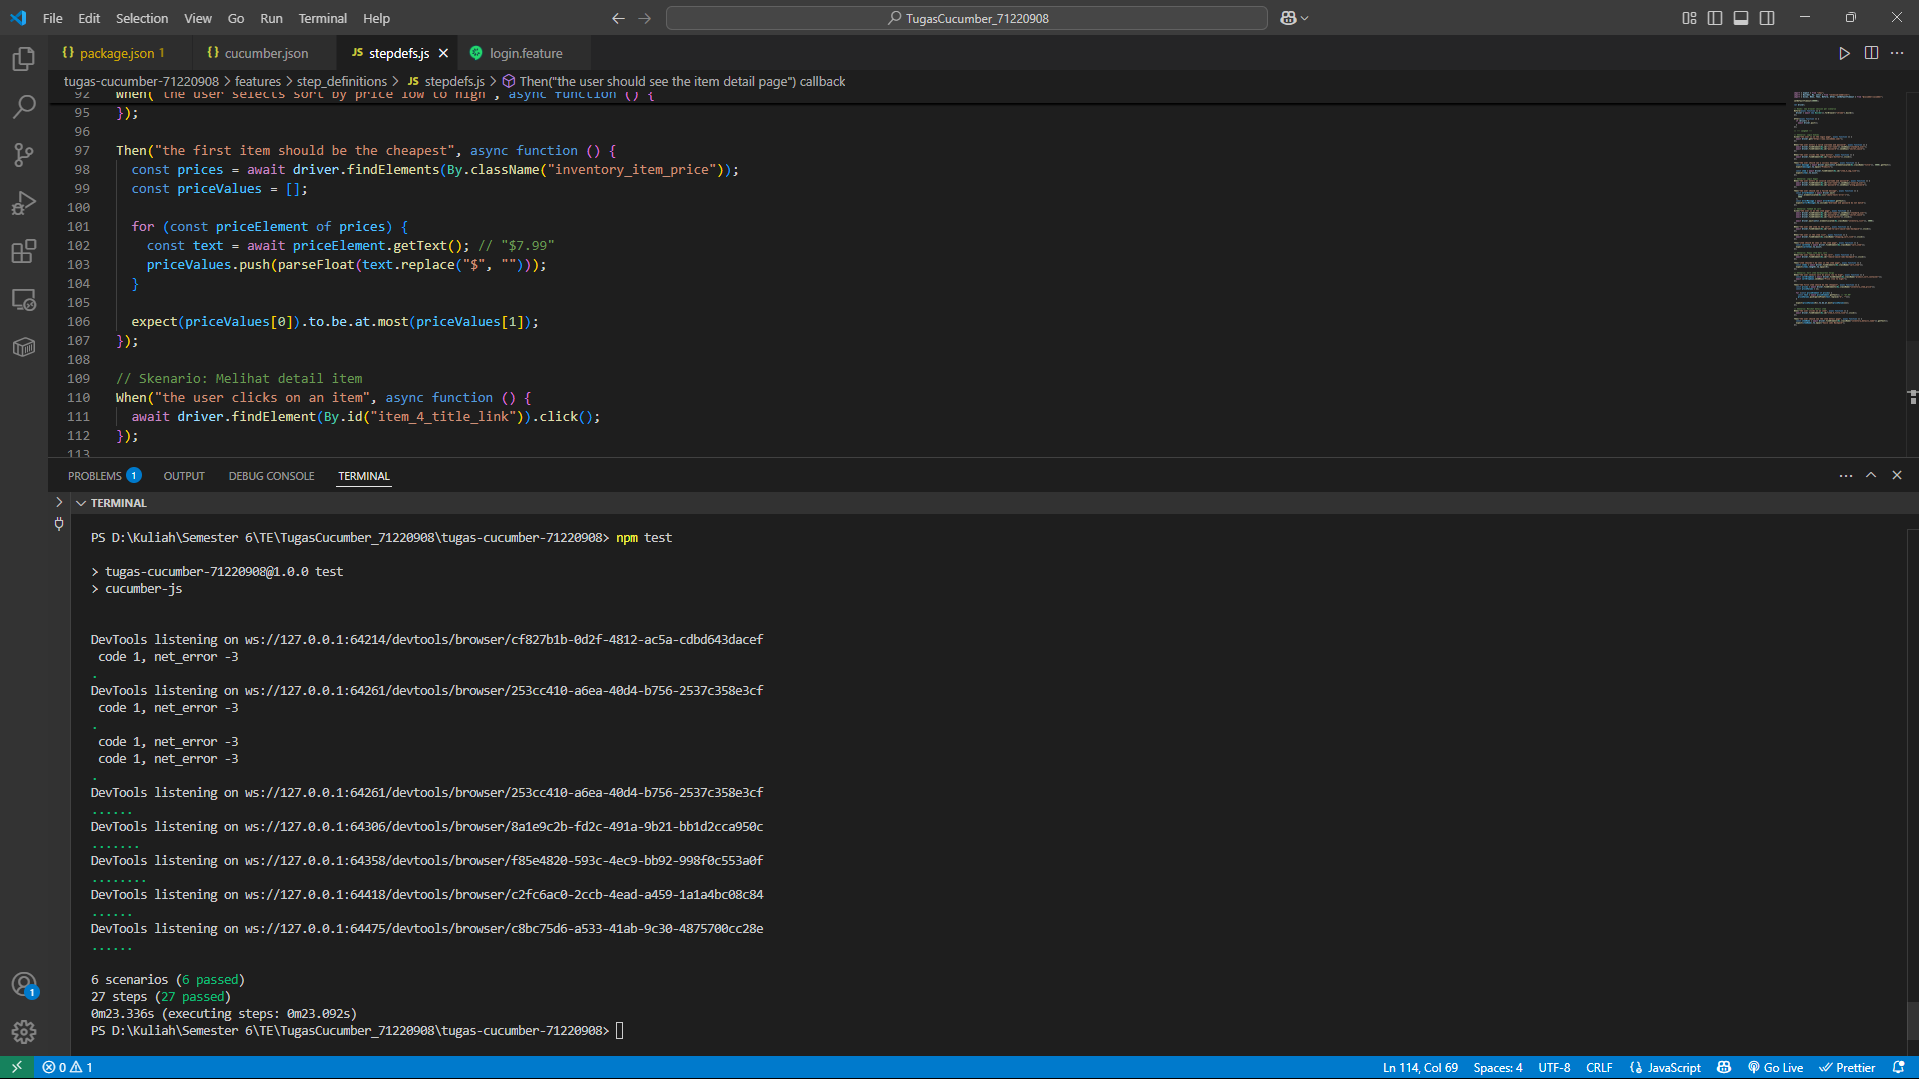 File Edit Selection View Go Run Terminal Help
TugasCucumber_71220908
package.json 1
cucumber.json
JS stepdefs.js
login.feature
tugas-cucumber-71220908 > features > step_definitions > JS stepdefs.js > Then("the user should see the item detail page") callback
92 When("the user selects sort by price low to high", async function () {
95 });
96
97 Then("the first item should be the cheapest", async function () {
98 const prices = await driver.findElements(By.className("inventory_item_price"));
99 const priceValues = [];
100
101 for (const priceElement of prices) {
102 const text = await priceElement.getText(); // "$7.99"
103 priceValues.push(parseFloat(text.replace("$", "")));
104 }
105
106 expect(priceValues[0]).to.be.at.most(priceValues[1]);
107 });
108
109 // Skenario: Melihat detail item
110 When("the user clicks on an item", async function () {
111 await driver.findElement(By.id("item_4_title_link")).click();
112 });
113
PROBLEMS 1 OUTPUT DEBUG CONSOLE TERMINAL
TERMINAL
PS D:\Kuliah\Semester 6\TE\TugasCucumber_71220908\tugas-cucumber-71220908> npm test
> tugas-cucumber-71220908@1.0.0 test
> cucumber-js
DevTools listening on ws://127.0.0.1:64214/devtools/browser/cf827b1b-0d2f-4812-ac5a-cdbd643dacef
code 1, net_error -3
.
DevTools listening on ws://127.0.0.1:64261/devtools/browser/253cc410-a6ea-40d4-b756-2537c358e3cf
code 1, net_error -3
.
code 1, net_error -3
code 1, net_error -3
.
DevTools listening on ws://127.0.0.1:64261/devtools/browser/253cc410-a6ea-40d4-b756-2537c358e3cf
......
DevTools listening on ws://127.0.0.1:64306/devtools/browser/8a1e9c2b-fd2c-491a-9b21-bb1d2cca950c
.......
DevTools listening on ws://127.0.0.1:64358/devtools/browser/f85e4820-593c-4ec9-bb92-998f0c553a0f
........
DevTools listening on ws://127.0.0.1:64418/devtools/browser/c2fc6ac0-2ccb-4ead-a459-1a1a4bc08c84
......
DevTools listening on ws://127.0.0.1:64475/devtools/browser/c8bc75d6-a533-41ab-9c30-4875700cc28e
......
6 scenarios (6 passed)
27 steps (27 passed)
0m23.336s (executing steps: 0m23.092s)
PS D:\Kuliah\Semester 6\TE\TugasCucumber_71220908\tugas-cucumber-71220908>
1
0 1 Ln 114, Col 69 Spaces: 4 UTF-8 CRLF JavaScript Go Live Prettier